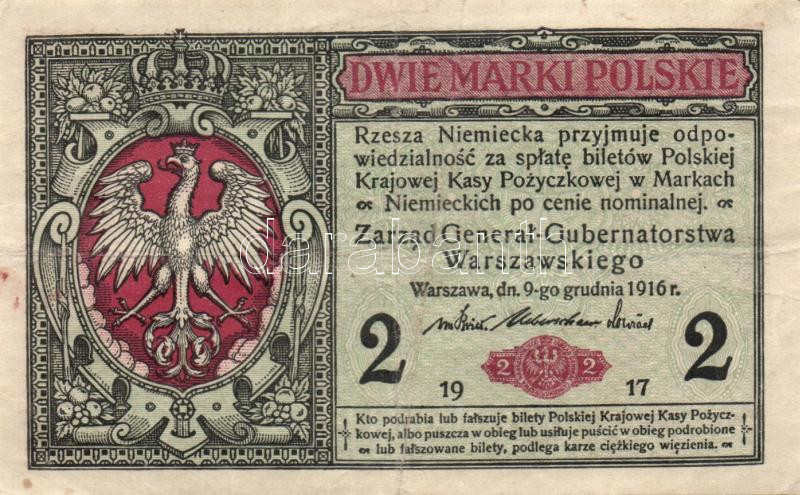 DWIE MARKI POLSKIE
Rzesza Niemiecka przyjmuje odpo-
wiedzialność za spłatę biletów Polskiej
Krajowej Kasy Pożyczkowej w Markach
Niemieckich po cenie nominalnej.
Zarząd General-Gubernatorstwa
Warszawskiego
Warszawa, dn. 9-go grudnia 1916 r.
2 2
2 2
19 17
Kto podrabia lub fałszuje bilety Polskiej Krajowej Kasy Pożycz-
kowej, albo puszcza w obieg lub usiłuje puścić w obieg podrobione
lub fałszowane bilety, podlega karze ciężkiego więzienia.
darabanth